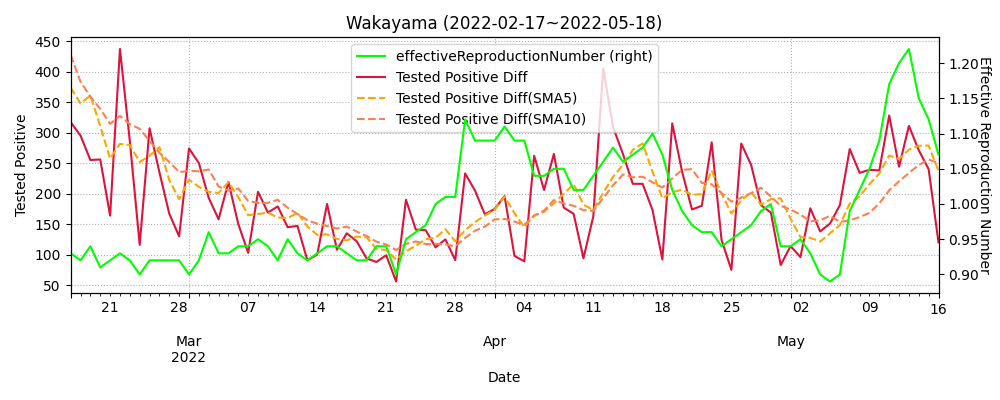 Wakayama (2022-02-17~2022-05-18)
effectiveReproductionNumber (right)
Tested Positive Diff
Tested Positive Diff(SMA5)
Tested Positive Diff(SMA10)
Tested Positive
450
400
350
300
250
200
150
100
50
Effective Reproduction Number
1.20
1.15
1.10
1.05
1.00
0.95
0.90
21 28 07 14 21 28 04 11 18 25 02 09 16
Mar Apr May
2022
Date